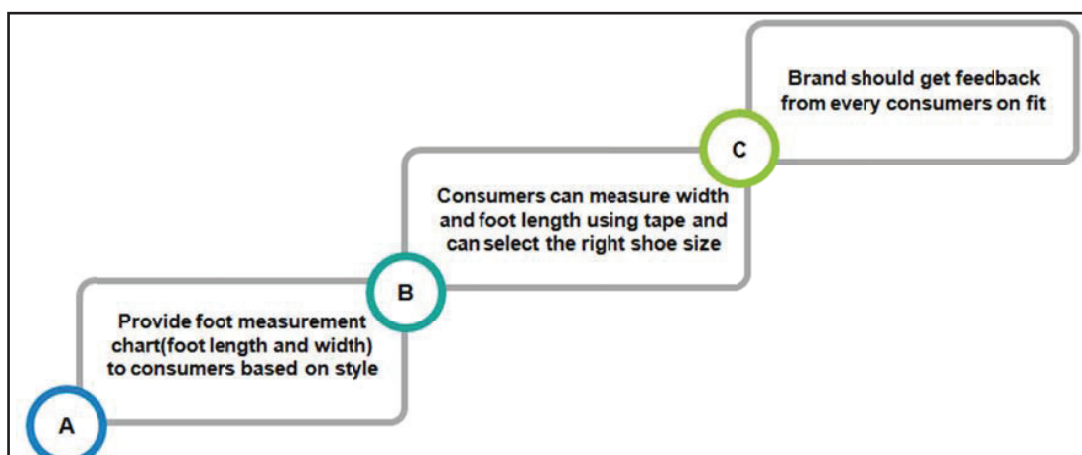 A
Provide foot measurement
chart(foot length and width)
to consumers based on style
B
Consumers can measure width
and foot length using tape and
can select the right shoe size
C
Brand should get feedback
from every consumers on fit